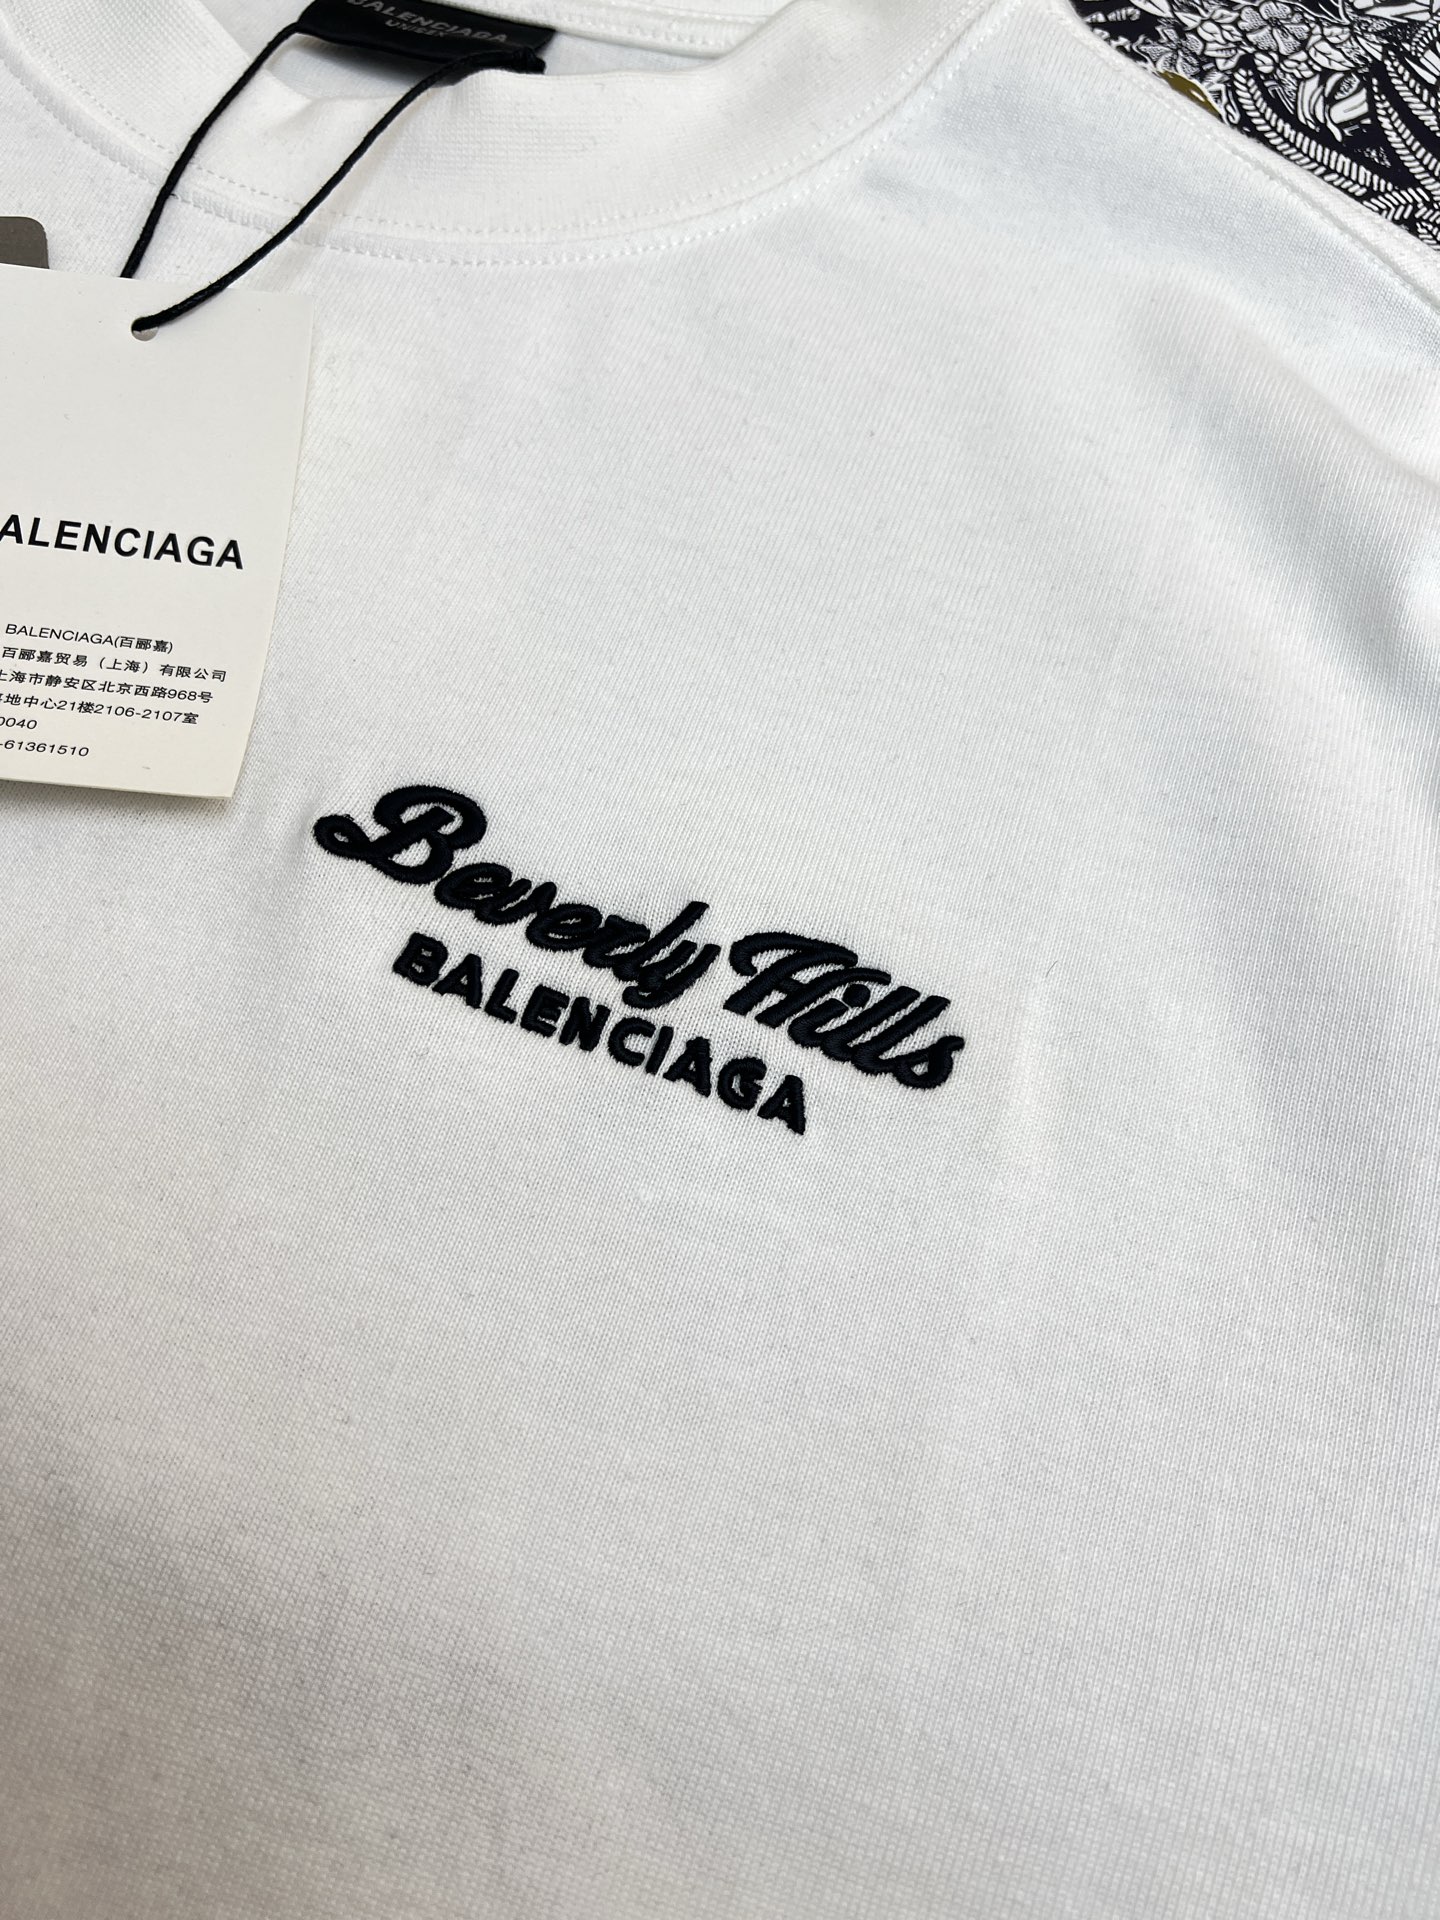 BALENCIAGA
ALENCIAGA
BALENCIAGA(百郦嘉)
百郦嘉贸易（上海）有限公司
上海市静安区北京西路968号
地中心21楼2106-2107室
0040
-61361510
Beverly Hills
BALENCIAGA